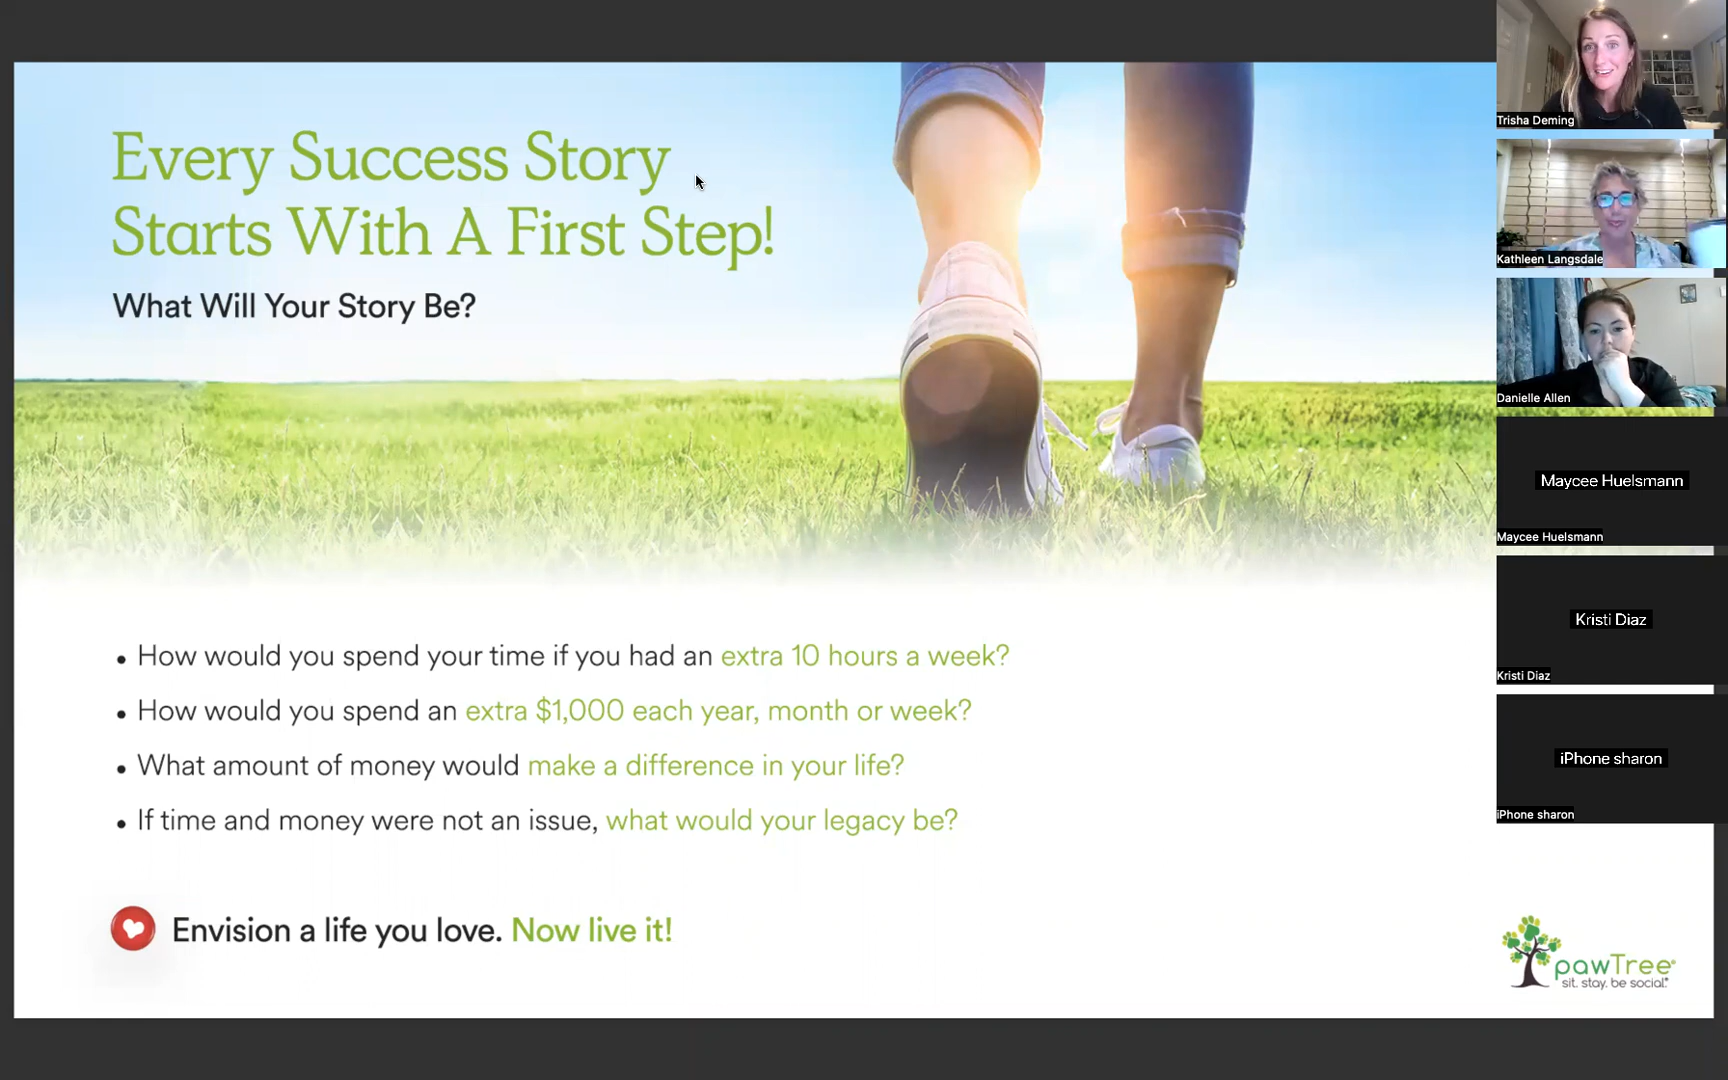 Every Success Story
Starts With A First Step!
What Will Your Story Be?
• How would you spend your time if you had an extra 10 hours a week?
• How would you spend an extra $1,000 each year, month or week?
• What amount of money would make a difference in your life?
• If time and money were not an issue, what would your legacy be?
Envision a life you love. Now live it!
pawTree®
sit. stay. be social.®
Trisha Deming
Kathleen Langsdale
Danielle Allen
Maycee Huelsmann
Maycee Huelsmann
Kristi Diaz
Kristi Diaz
iPhone sharon
iPhone sharon